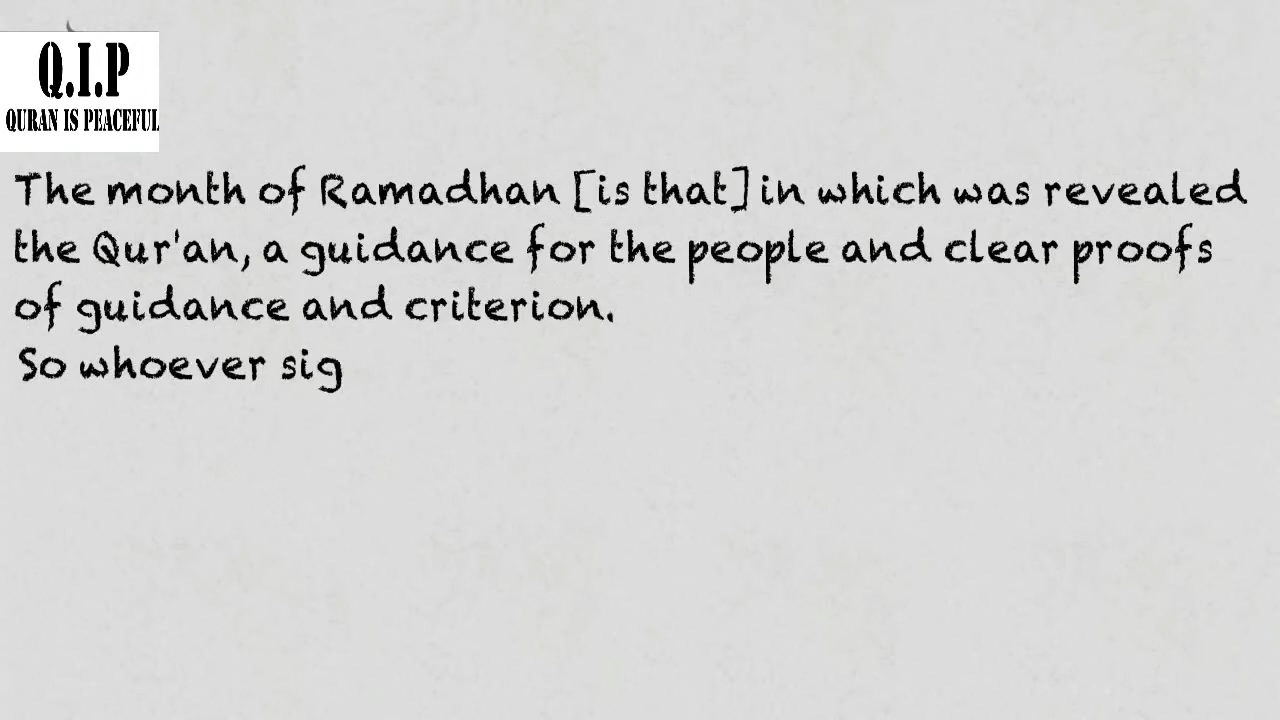 Q.I.P
QURAN IS PEACEFUL
The month of Ramadhan [is that] in which was revealed
the Qur'an, a guidance for the people and clear proofs
of guidance and criterion.
So whoever sig